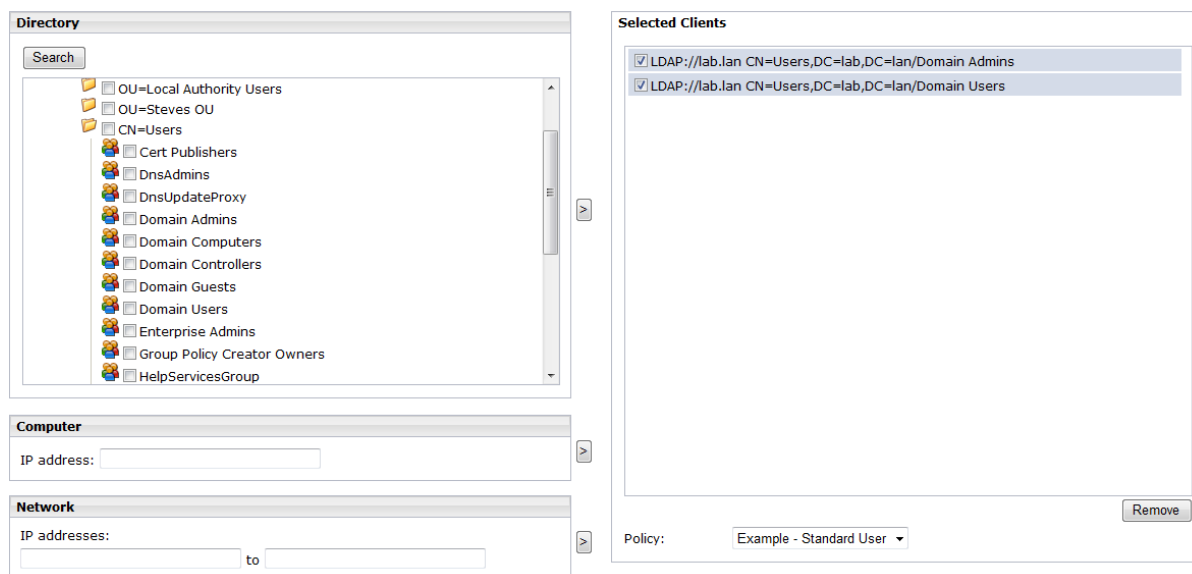 Directory
Search
OU=Local Authority Users
OU=Steves OU
CN=Users
Cert Publishers
DnsAdmins
DnsUpdateProxy
Domain Admins
Domain Computers
Domain Controllers
Domain Guests
Domain Users
Enterprise Admins
Group Policy Creator Owners
HelpServicesGroup
>
Computer
IP address:
>
Network
IP addresses:
to
>
Selected Clients
LDAP://lab.lan CN=Users,DC=lab,DC=lan/Domain Admins
LDAP://lab.lan CN=Users,DC=lab,DC=lan/Domain Users
Remove
Policy: Example - Standard User